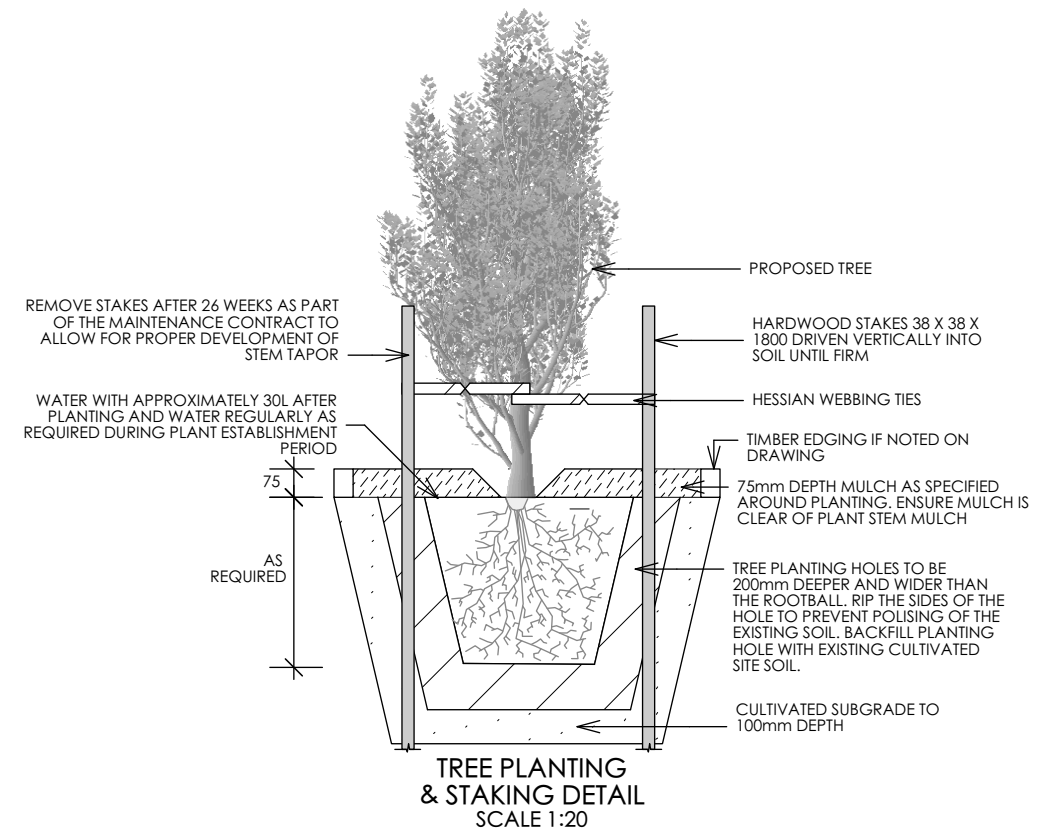 REMOVE STAKES AFTER 26 WEEKS AS PART
OF THE MAINTENANCE CONTRACT TO
ALLOW FOR PROPER DEVELOPMENT OF
STEM TAPOR
WATER WITH APPROXIMATELY 30L AFTER
PLANTING AND WATER REGULARLY AS
REQUIRED DURING PLANT ESTABLISHMENT
PERIOD
75
AS
REQUIRED
PROPOSED TREE
HARDWOOD STAKES 38 X 38 X
1800 DRIVEN VERTICALLY INTO
SOIL UNTIL FIRM
HESSIAN WEBBING TIES
TIMBER EDGING IF NOTED ON
DRAWING
75mm DEPTH MULCH AS SPECIFIED
AROUND PLANTING. ENSURE MULCH IS
CLEAR OF PLANT STEM MULCH
TREE PLANTING HOLES TO BE
200mm DEEPER AND WIDER THAN
THE ROOTBALL. RIP THE SIDES OF THE
HOLE TO PREVENT POLISING OF THE
EXISTING SOIL. BACKFILL PLANTING
HOLE WITH EXISTING CULTIVATED
SITE SOIL.
CULTIVATED SUBGRADE TO
100mm DEPTH
TREE PLANTING
& STAKING DETAIL
SCALE 1:20